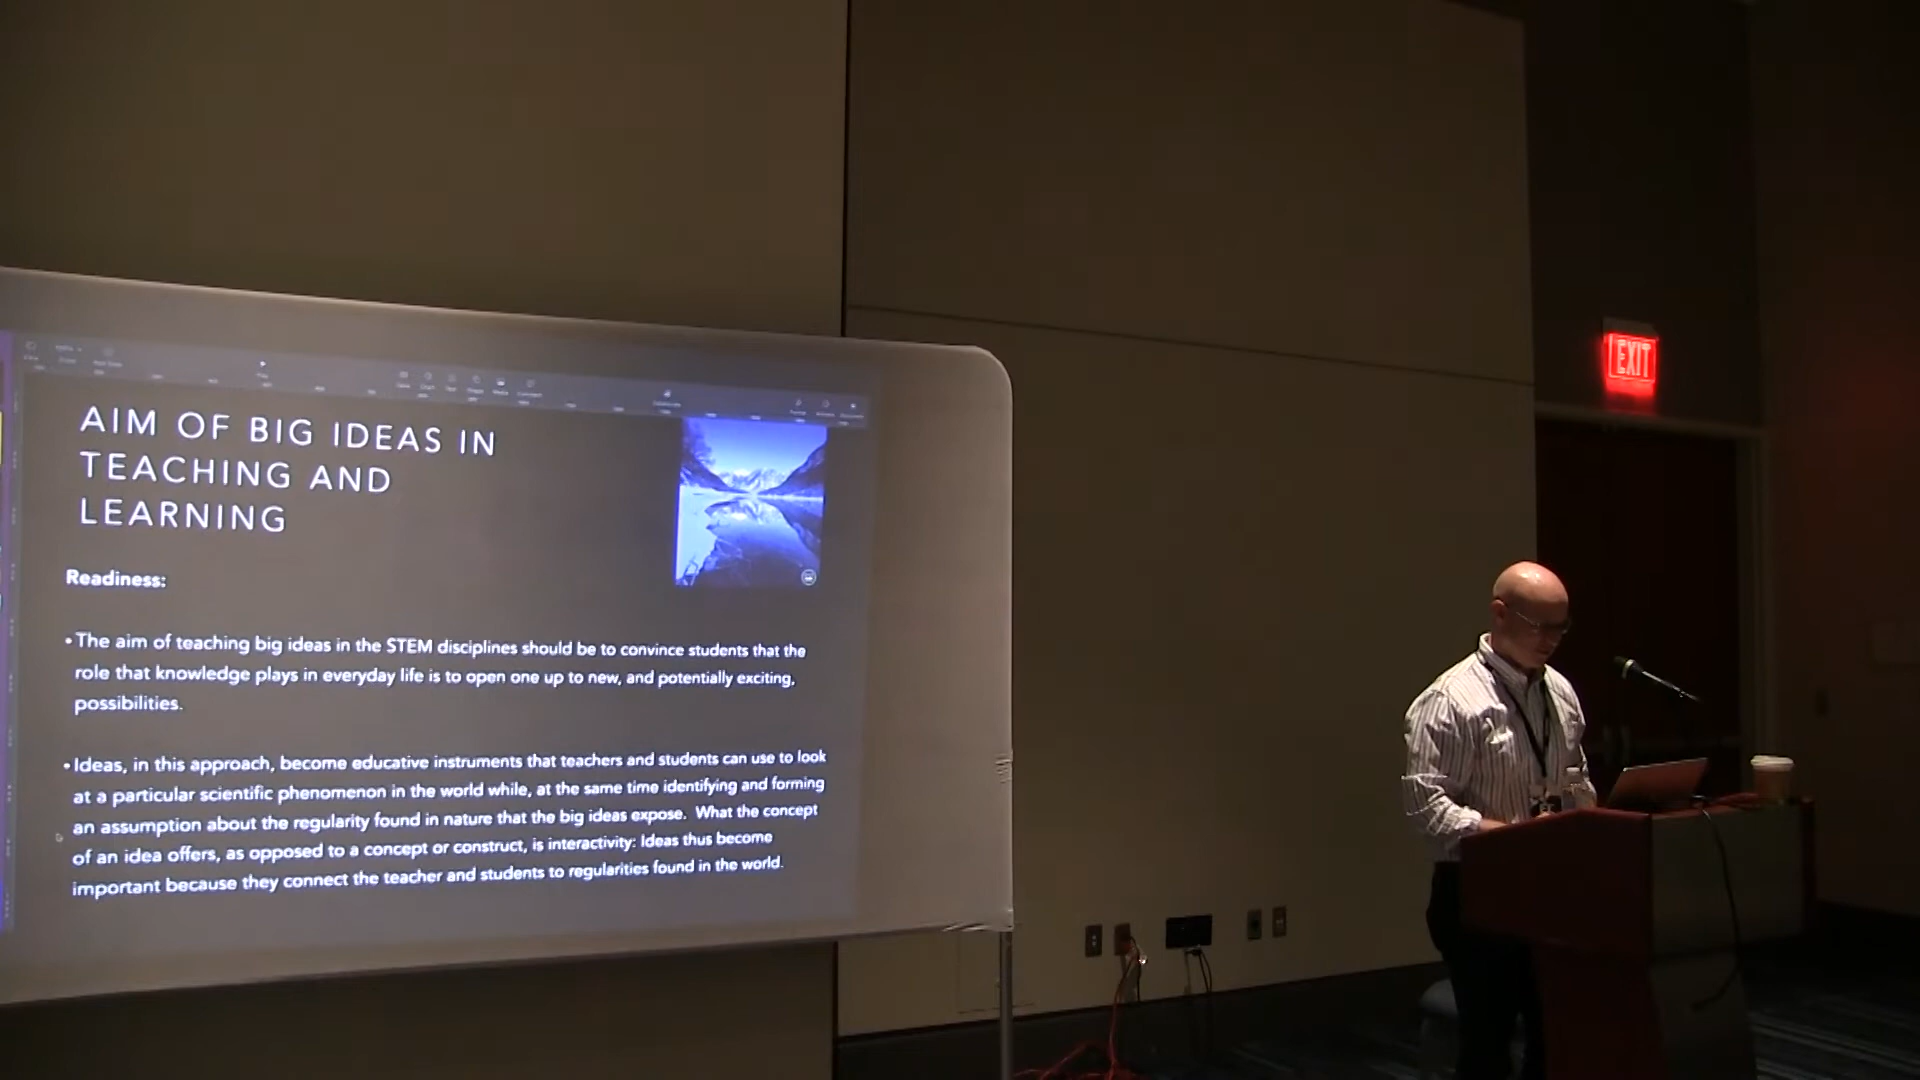 AIM OF BIG IDEAS IN
TEACHING AND
LEARNING
Readiness:
• The aim of teaching big ideas in the STEM disciplines should be to convince students that the
role that knowledge plays in everyday life is to open one up to new, and potentially exciting,
possibilities.
• Ideas, in this approach, become educative instruments that teachers and students can use to look
at a particular scientific phenomenon in the world while, at the same time identifying and forming
an assumption about the regularity found in nature that the big ideas expose. What the concept
of an idea offers, as opposed to a concept or construct, is interactivity: Ideas thus become
important because they connect the teacher and students to regularities found in the world.
EXIT